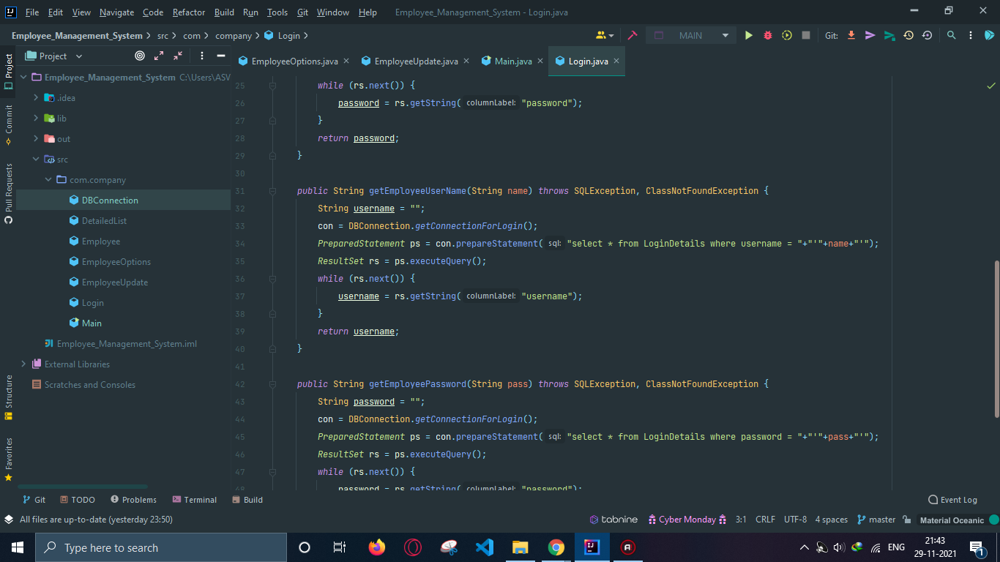 File Edit View Navigate Code Refactor Build Run Tools Git Window Help Employee_Management_System - Login.java
Employee_Management_System src com company Login MAIN Git:
Project
EmployeeOptions.java EmployeeUpdate.java Main.java Login.java
Employee_Management_System C:\Users\ASV
.idea
lib
out
src
com.company
DBConnection
DetailedList
Employee
EmployeeOptions
EmployeeUpdate
Login
Main
Employee_Management_System.iml
External Libraries
Scratches and Consoles
Project
Commit
Pull Requests
Structure
Favorites
25 while (rs.next()) {
26 password = rs.getString( columnLabel: "password");
27 }
28 return password;
29 }
30
31 public String getEmployeeUserName(String name) throws SQLException, ClassNotFoundException {
32 String username = "";
33 con = DBConnection.getConnectionForLogin();
34 PreparedStatement ps = con.prepareStatement( sql: "select * from LoginDetails where username = "+"'"+name+"'");
35 ResultSet rs = ps.executeQuery();
36 while (rs.next()) {
37 username = rs.getString( columnLabel: "username");
38 }
39 return username;
40 }
41
42 public String getEmployeePassword(String pass) throws SQLException, ClassNotFoundException {
43 String password = "";
44 con = DBConnection.getConnectionForLogin();
45 PreparedStatement ps = con.prepareStatement( sql: "select * from LoginDetails where password = "+"'"+pass+"'");
46 ResultSet rs = ps.executeQuery();
47 while (rs.next()) {
48 password = rs.getString( columnLabel: "password");
Git TODO Problems Terminal Build Event Log
All files are up-to-date (yesterday 23:50) tabnine Cyber Monday 3:1 CRLF UTF-8 4 spaces master Material Oceanic
Type here to search ENG 21:43
29-11-2021 1